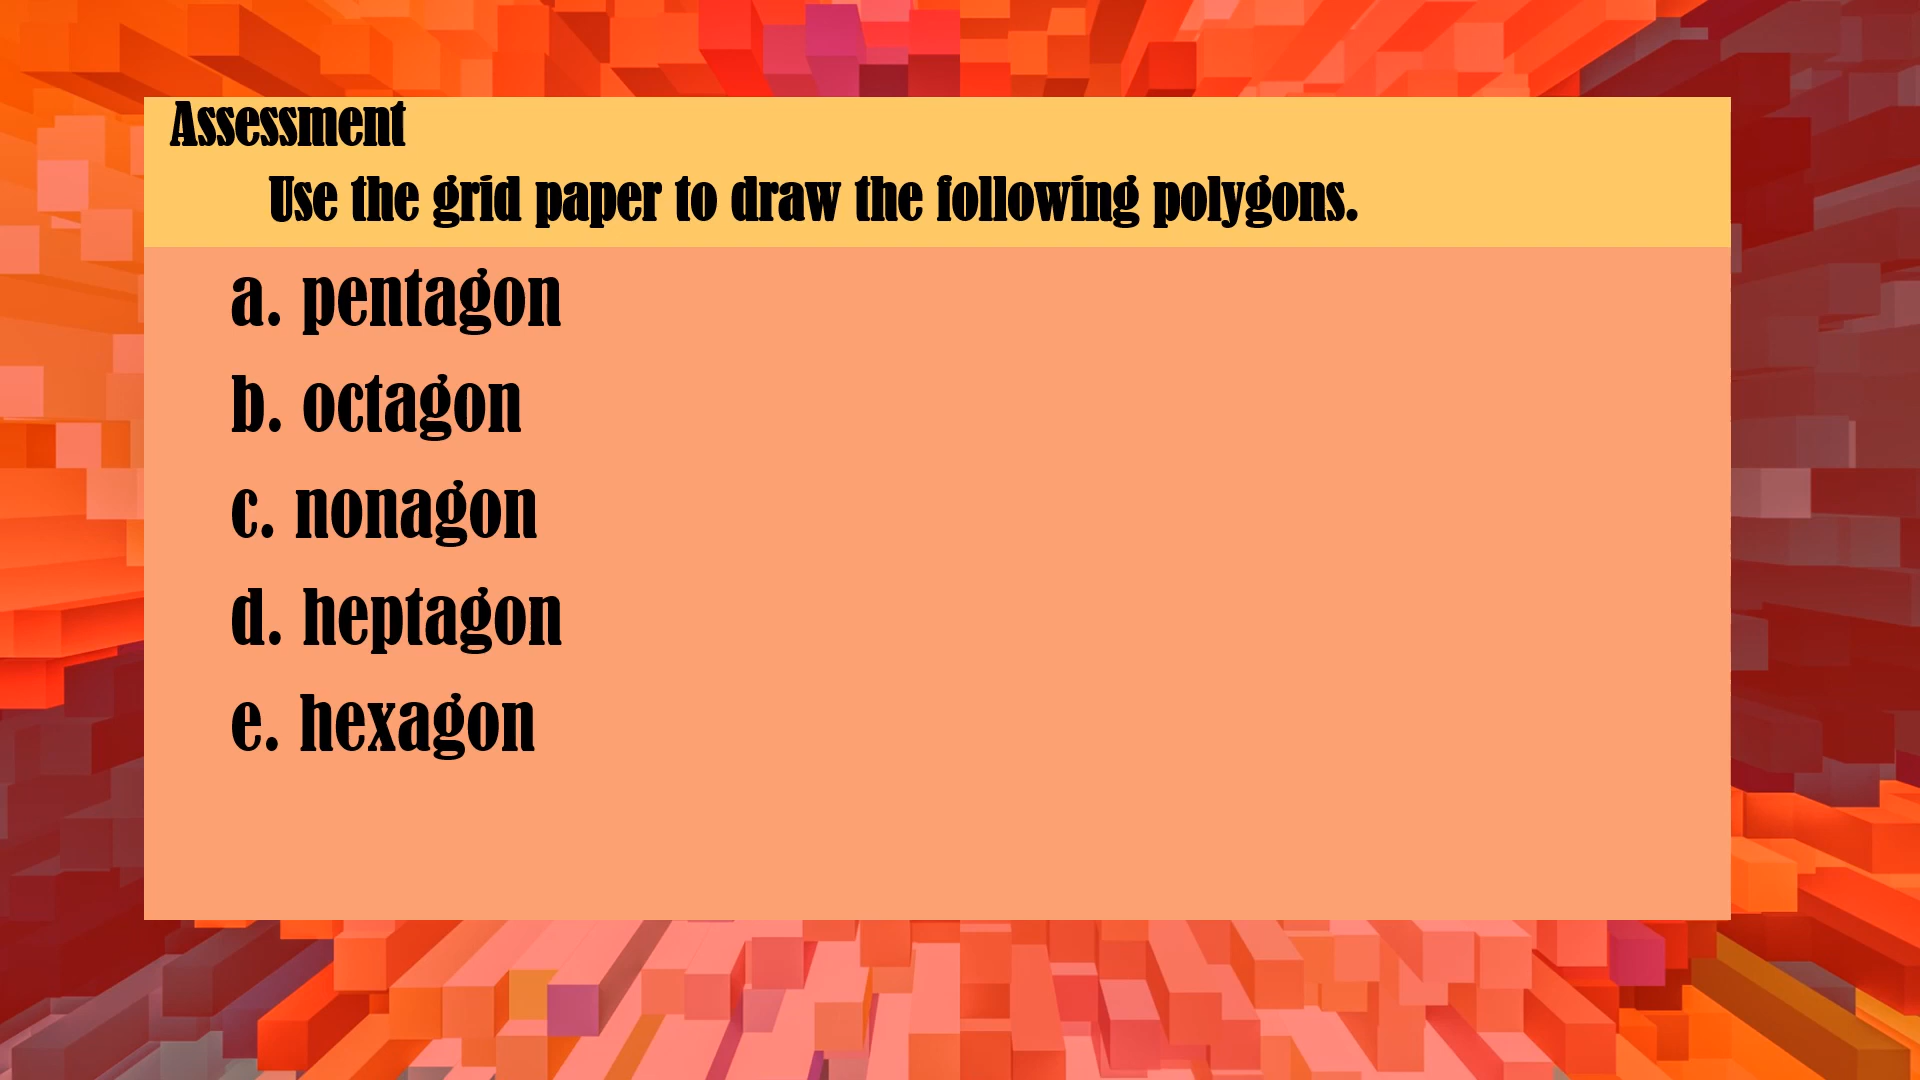 Assessment
Use the grid paper to draw the following polygons.
a. pentagon
b. octagon
c. nonagon
d. heptagon
e. hexagon